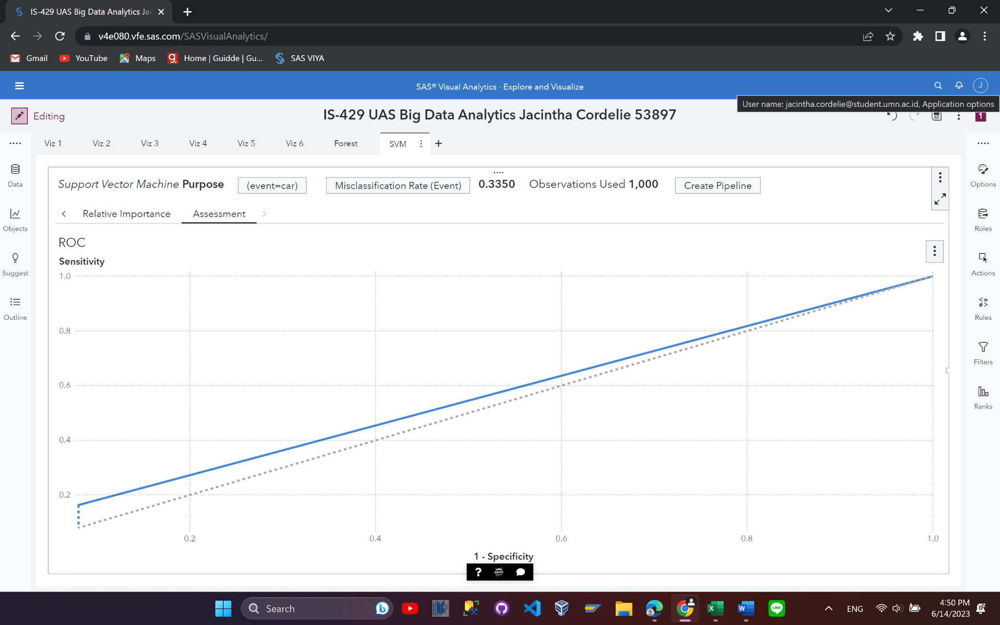 IS-429 UAS Big Data Analytics Jac
v4e080.vfe.sas.com/SASVisualAnalytics/
Gmail YouTube Maps Home | Guidde | Gu... SAS VIYA
SAS® Visual Analytics - Explore and Visualize
J
User name: jacintha.cordelie@student.umn.ac.id, Application options
Editing
IS-429 UAS Big Data Analytics Jacintha Cordelie 53897
1
Viz 1 Viz 2 Viz 3 Viz 4 Viz 5 Viz 6 Forest SVM
Data
Objects
Suggest
Outline
Support Vector Machine Purpose (event=car) Misclassification Rate (Event) 0.3350 Observations Used 1,000 Create Pipeline
Relative Importance Assessment
ROC
Sensitivity
1.0
0.8
0.6
0.4
0.2
0.2 0.4 0.6 0.8 1.0
1 - Specificity
?
Options
Roles
Actions
Rules
Filters
Ranks
Search
ENG
4:50 PM
6/14/2023